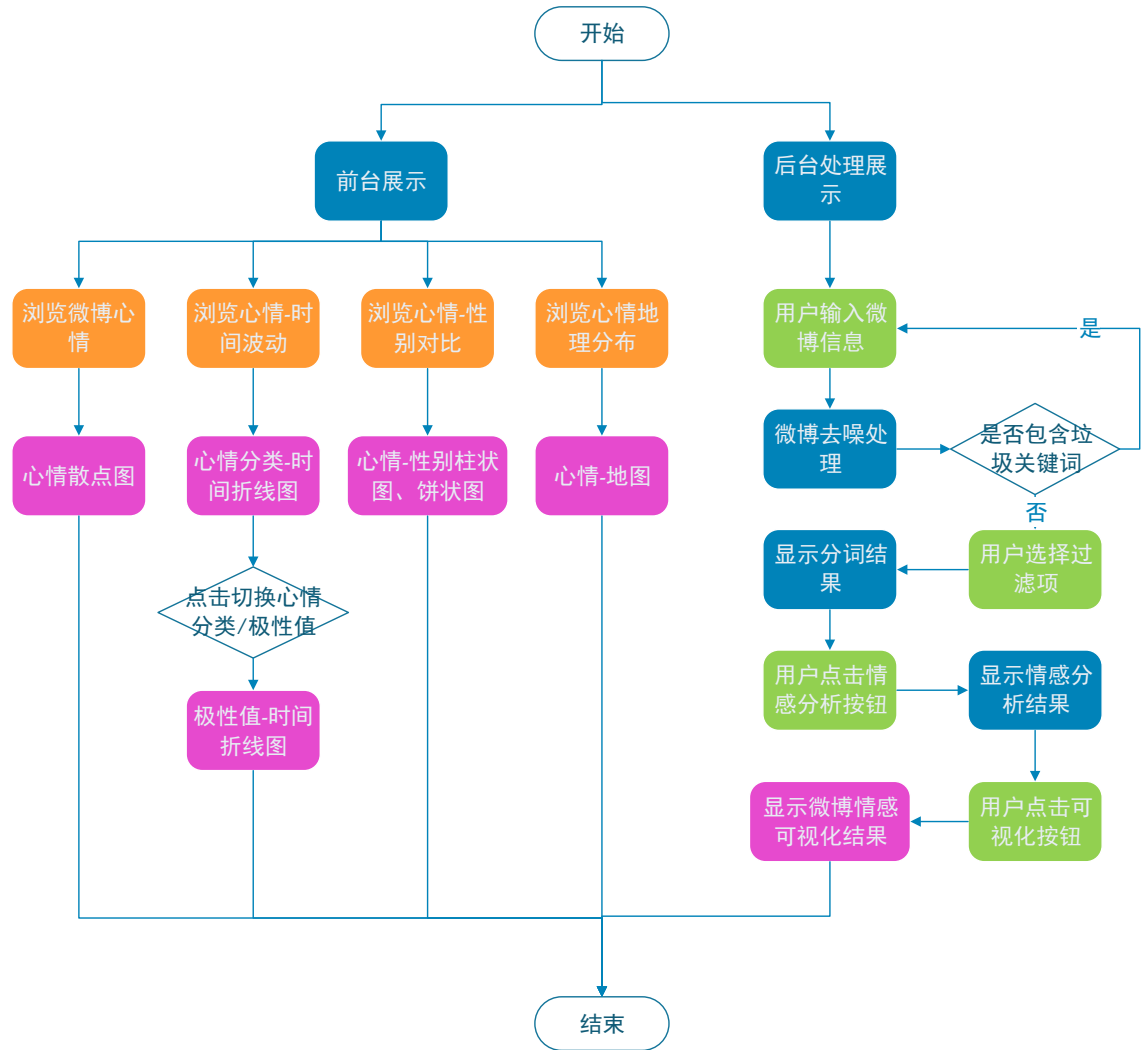 开始
前台展示
后台处理展
示
浏览微博心
情
浏览心情-时
间波动
浏览心情-性
别对比
浏览心情地
理分布
用户输入微
博信息
是
心情散点图
心情分类-时
间折线图
心情-性别柱状
图、饼状图
心情-地图
微博去噪处
理
是否包含垃
圾关键词
否
点击切换心情
分类/极性值
显示分词结
果
用户选择过
滤项
极性值-时间
折线图
用户点击情
感分析按钮
显示情感分
析结果
显示微博情感
可视化结果
用户点击可
视化按钮
结束